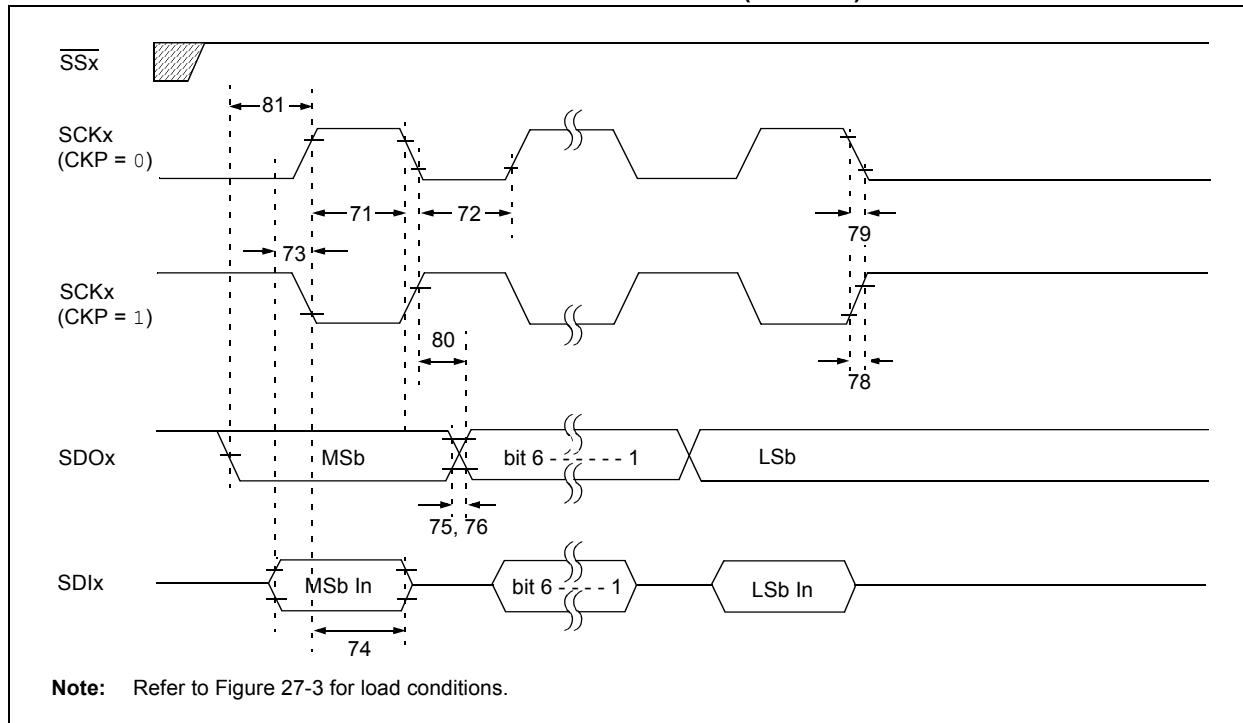 SSx
81
SCKx
(CKP = 0)
71
72
79
73
SCKx
(CKP = 1)
80
78
SDOx
MSb
bit 6 - - - - - - 1
LSb
75, 76
SDIx
MSb In
bit 6 - - - - 1
LSb In
74
Note: Refer to Figure 27-3 for load conditions.